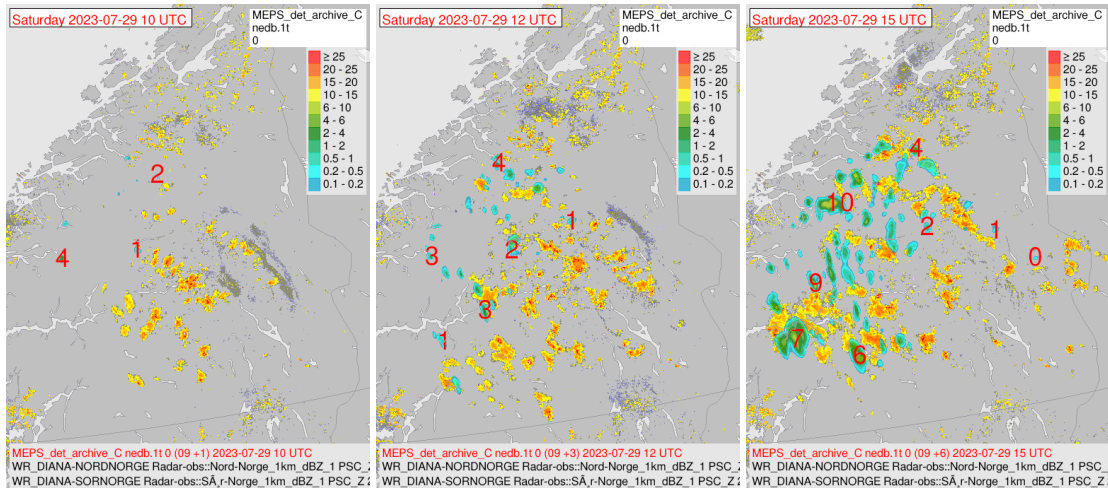 Saturday 2023-07-29 10 UTC
MEPS_det_archive_C
nedb.1t
0
≥ 25
20 - 25
15 - 20
10 - 15
6 - 10
4 - 6
2 - 4
1 - 2
0.5 - 1
0.2 - 0.5
0.1 - 0.2
2
4
1
MEPS_det_archive_C nedb.1t 0 (09 +1) 2023-07-29 10 UTC
WR_DIANA-NORDNORGE Radar-obs::Nord-Norge_1km_dBZ_1 PSC_Z
WR_DIANA-SORNORGE Radar-obs::SÃ¸r-Norge_1km_dBZ_1 PSC_Z 2
Saturday 2023-07-29 12 UTC
MEPS_det_archive_C
nedb.1t
0
≥ 25
20 - 25
15 - 20
10 - 15
6 - 10
4 - 6
2 - 4
1 - 2
0.5 - 1
0.2 - 0.5
0.1 - 0.2
4
1
2
3
3
1
MEPS_det_archive_C nedb.1t 0 (09 +3) 2023-07-29 12 UTC
WR_DIANA-NORDNORGE Radar-obs::Nord-Norge_1km_dBZ_1 PSC_Z
WR_DIANA-SORNORGE Radar-obs::SÃ¸r-Norge_1km_dBZ_1 PSC_Z 2
Saturday 2023-07-29 15 UTC
MEPS_det_archive_C
nedb.1t
0
≥ 25
20 - 25
15 - 20
10 - 15
6 - 10
4 - 6
2 - 4
1 - 2
0.5 - 1
0.2 - 0.5
0.1 - 0.2
4
10
2
1
0
9
7
6
MEPS_det_archive_C nedb.1t 0 (09 +6) 2023-07-29 15 UTC
WR_DIANA-NORDNORGE Radar-obs::Nord-Norge_1km_dBZ_1 PSC_Z
WR_DIANA-SORNORGE Radar-obs::SÃ¸r-Norge_1km_dBZ_1 PSC_Z 2